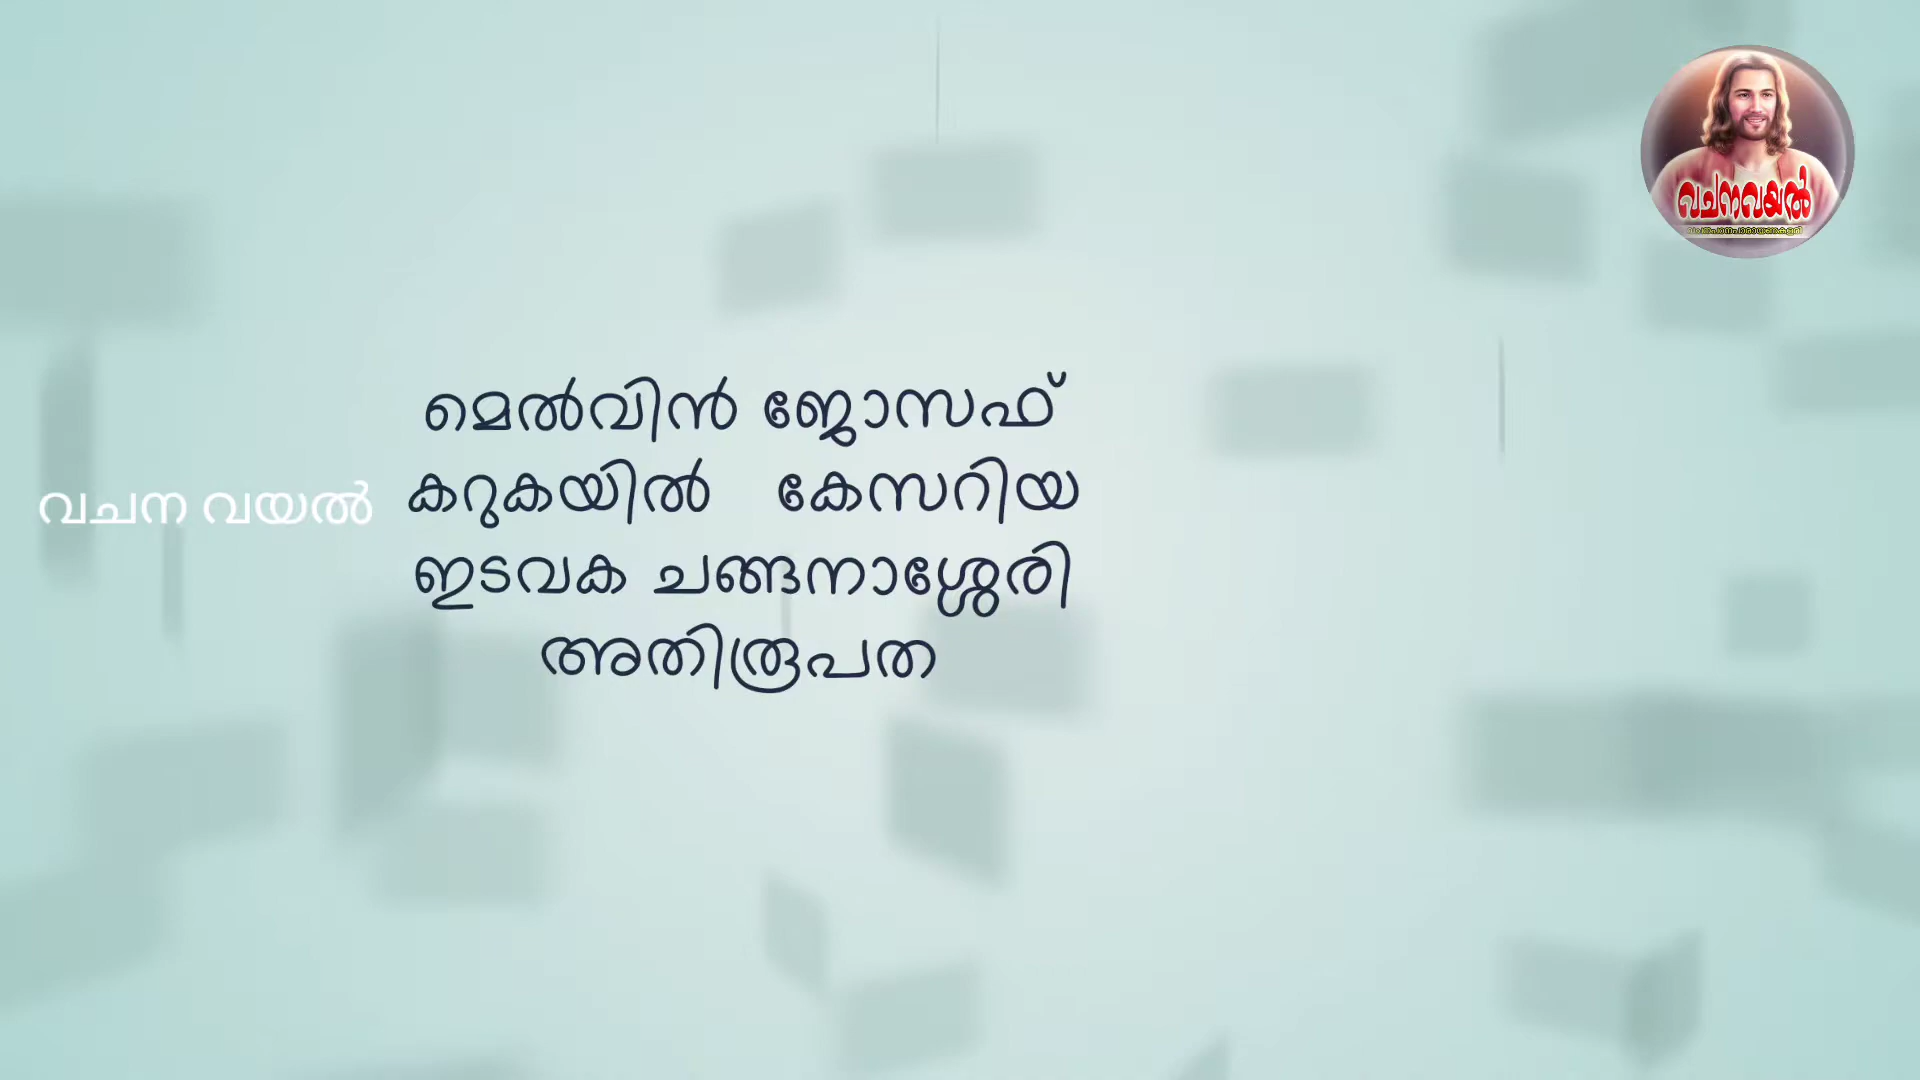 മെൽവിൻ ജോസഫ്
കറുകയിൽ കേസറിയ
ഇടവക ചങ്ങനാശ്ശേരി
അതിരൂപത
വചന വയൽ
വചനവയൽ